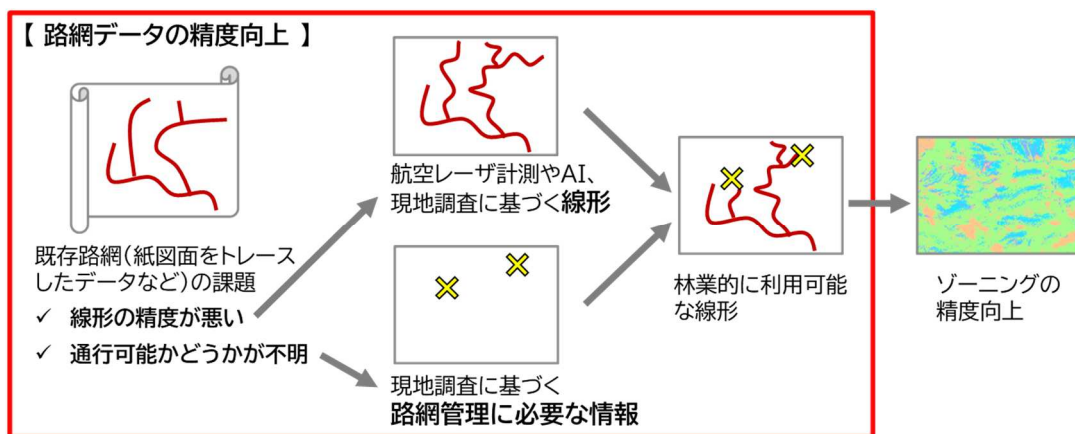 【 路網データの精度向上 】
既存路網（紙図面をトレース
したデータなど）の課題
✓ 線形の精度が悪い
✓ 通行可能かどうかが不明
航空レーザ計測やAI、
現地調査に基づく線形
現地調査に基づく
路網管理に必要な情報
林業的に利用可能
な線形
ゾーニングの
精度向上